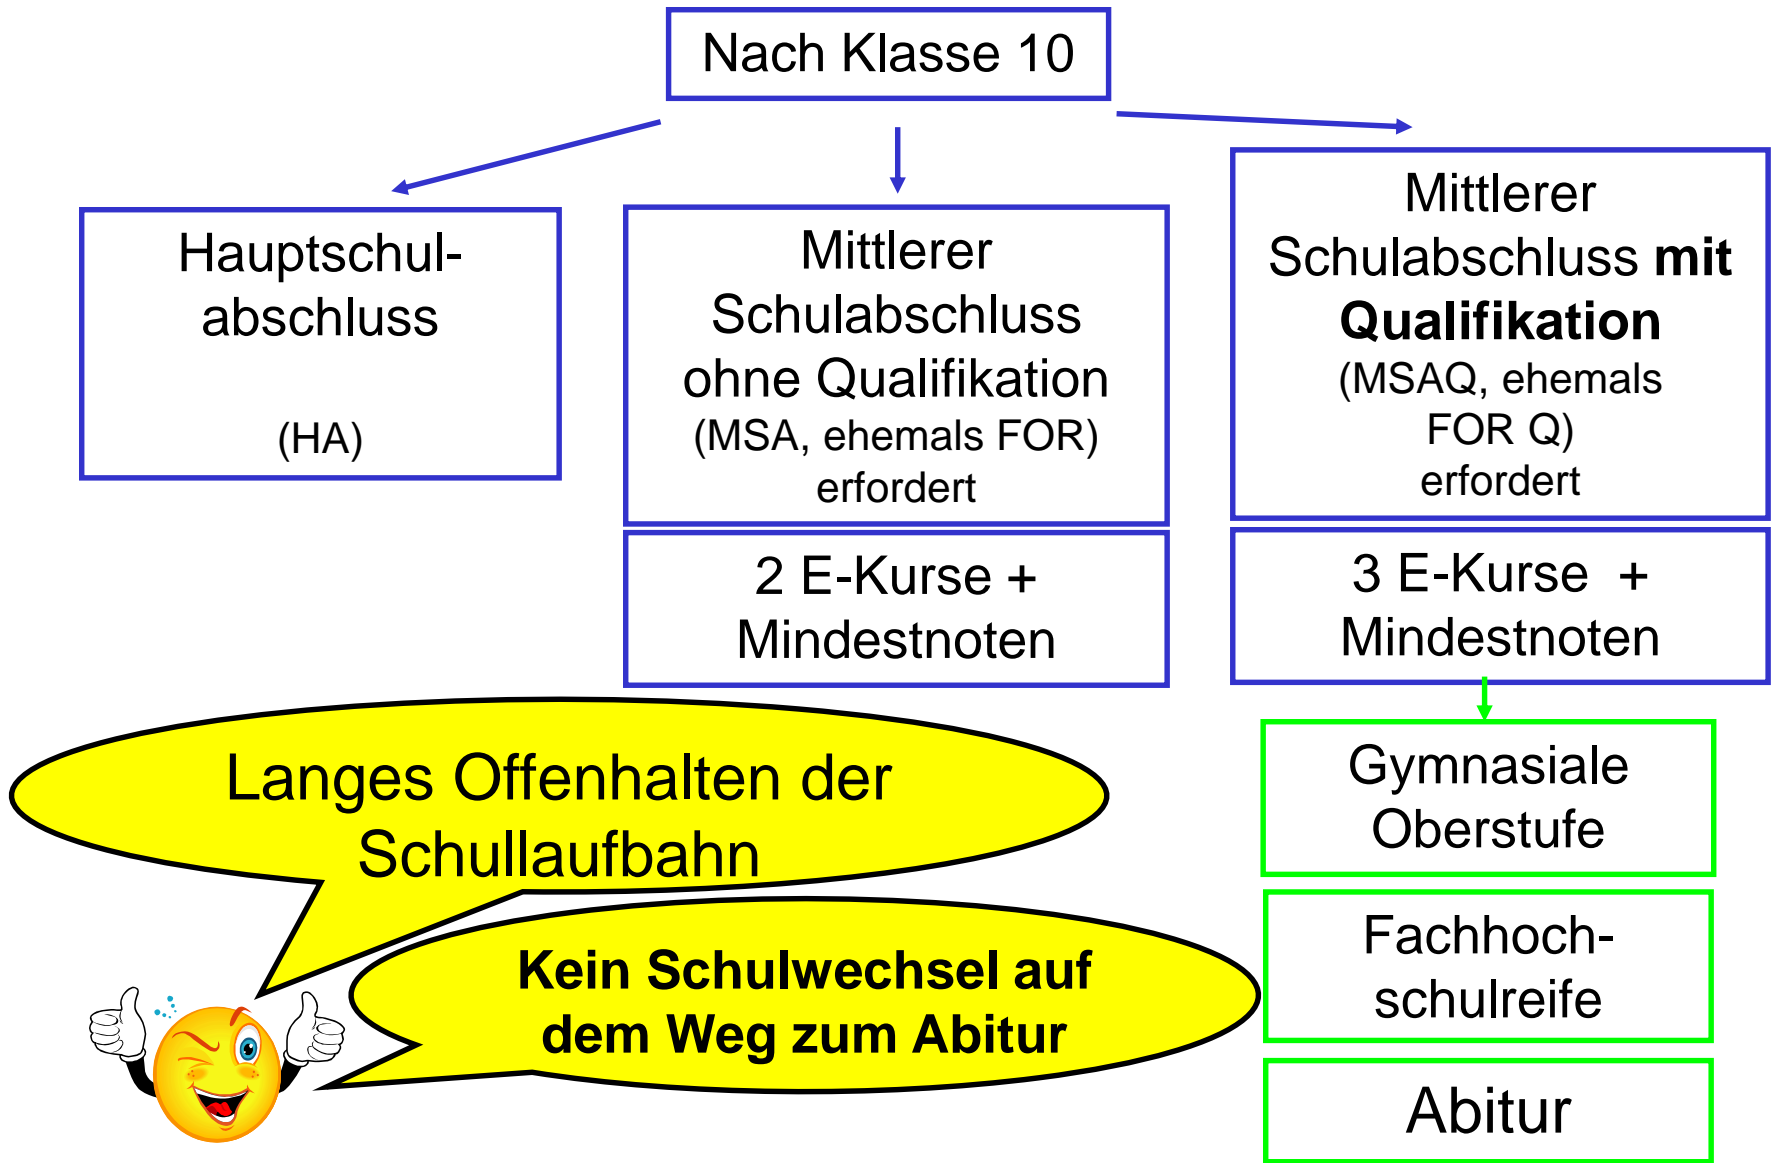 Nach Klasse 10
Hauptschul-
abschluss
(HA)
Mittlerer
Schulabschluss
ohne Qualifikation
(MSA, ehemals FOR)
erfordert
2 E-Kurse +
Mindestnoten
Mittlerer
Schulabschluss mit
Qualifikation
(MSAQ, ehemals
FOR Q)
erfordert
3 E-Kurse +
Mindestnoten
Gymnasiale
Oberstufe
Fachhoch-
schulreife
Abitur
Langes Offenhalten der
Schullaufbahn
Kein Schulwechsel auf
dem Weg zum Abitur